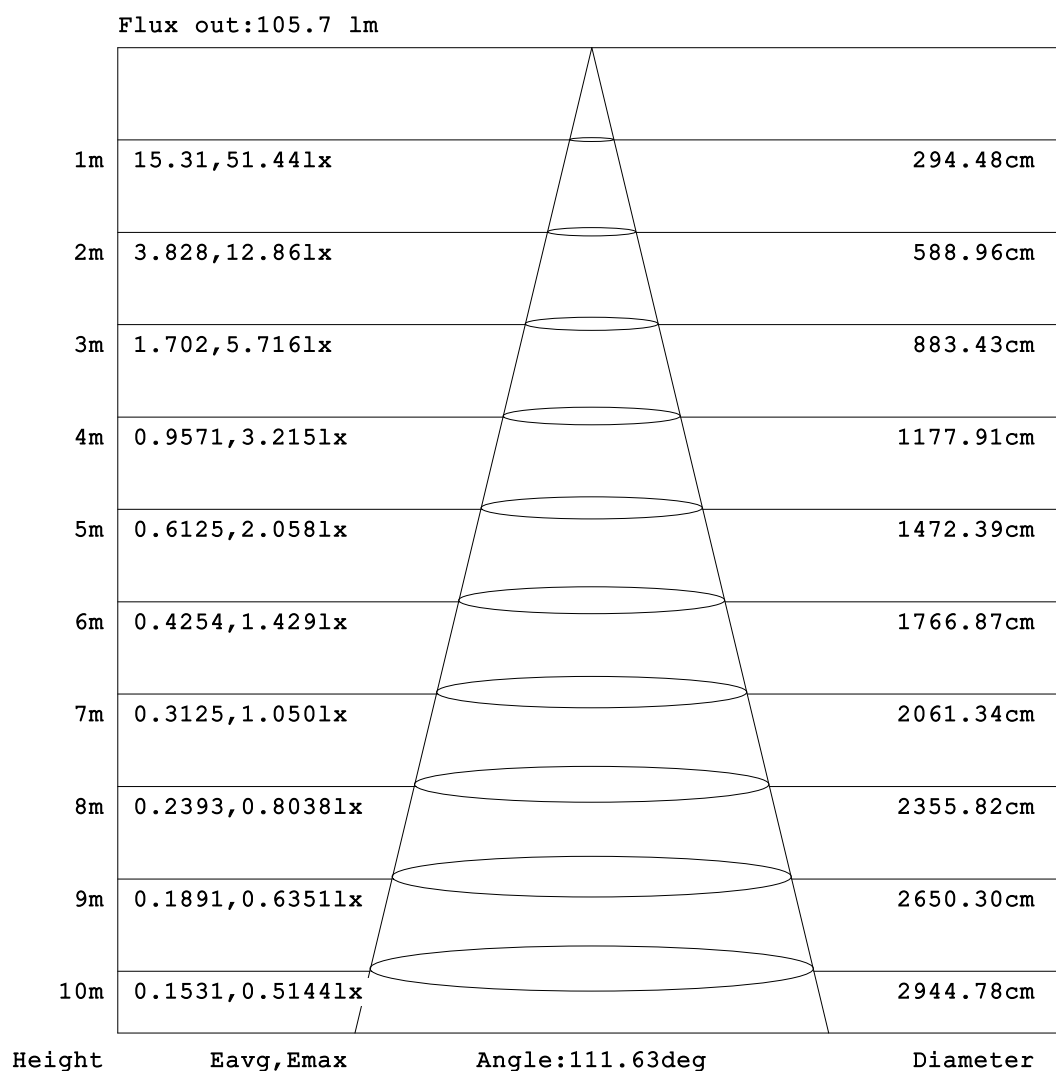 Flux out:105.7 lm
1m 15.31,51.44lx 294.48cm
2m 3.828,12.86lx 588.96cm
3m 1.702,5.716lx 883.43cm
4m 0.9571,3.215lx 1177.91cm
5m 0.6125,2.058lx 1472.39cm
6m 0.4254,1.429lx 1766.87cm
7m 0.3125,1.050lx 2061.34cm
8m 0.2393,0.8038lx 2355.82cm
9m 0.1891,0.6351lx 2650.30cm
10m 0.1531,0.5144lx 2944.78cm
Height Eavg,Emax Angle:111.63deg Diameter